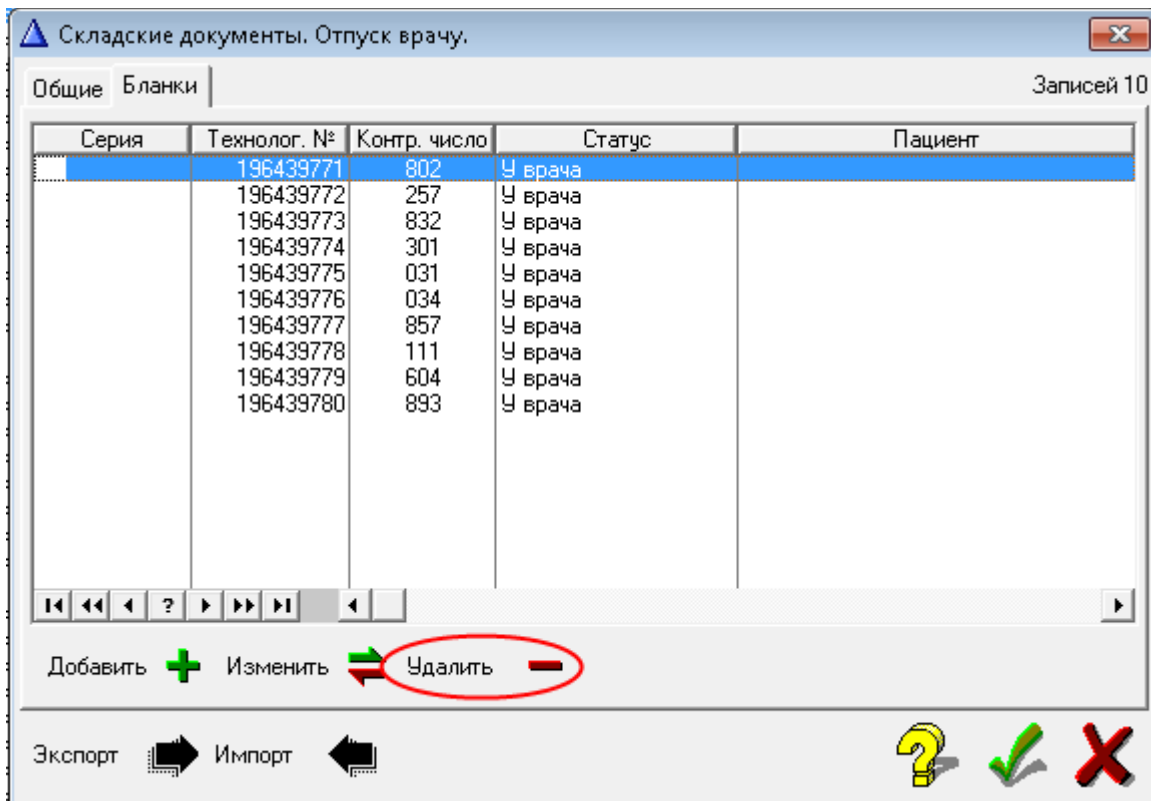 Складские документы. Отпуск врачу.
Общие Бланки Записей 10
Серия Технолог. № Контр. число Статус Пациент
196439771 802 У врача
196439772 257 У врача
196439773 832 У врача
196439774 301 У врача
196439775 031 У врача
196439776 034 У врача
196439777 857 У врача
196439778 111 У врача
196439779 604 У врача
196439780 893 У врача
?
Добавить Изменить Удалить
Экспорт Импорт ?